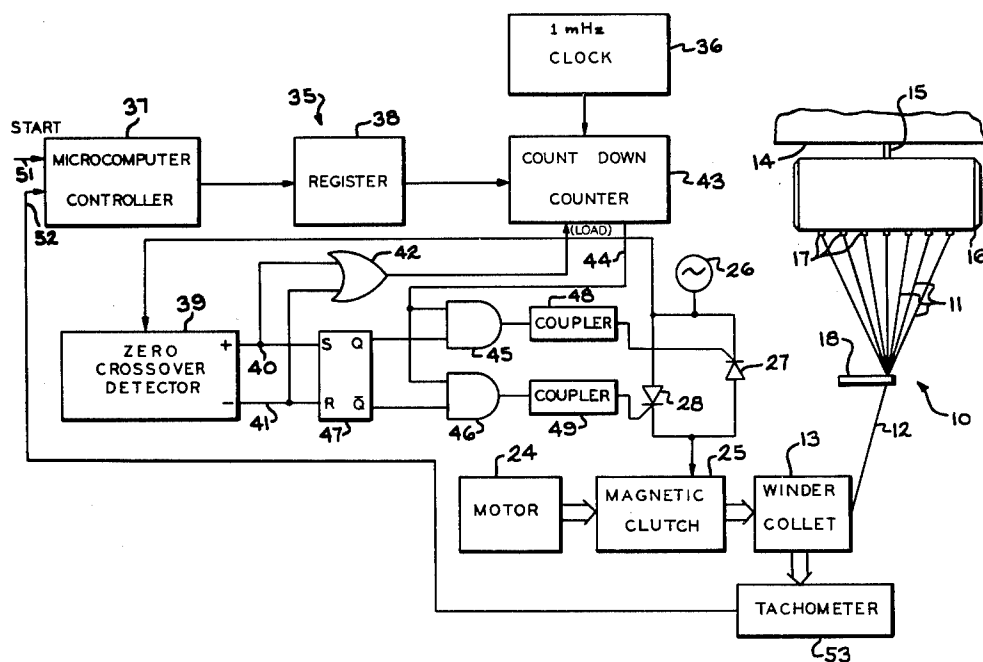 1 mHz
CLOCK
36
37
START
51
52
MICROCOMPUTER
CONTROLLER
35
38
REGISTER
COUNT DOWN
COUNTER
43
(LOAD)
44
14
15
16
17
11
18
10
12
42
26
39
ZERO
CROSSOVER
DETECTOR
+
−
40
41
S Q
R Q̄
47
45
46
48
COUPLER
COUPLER
49
27
28
24
MOTOR
25
MAGNETIC
CLUTCH
13
WINDER
COLLET
TACHOMETER
53